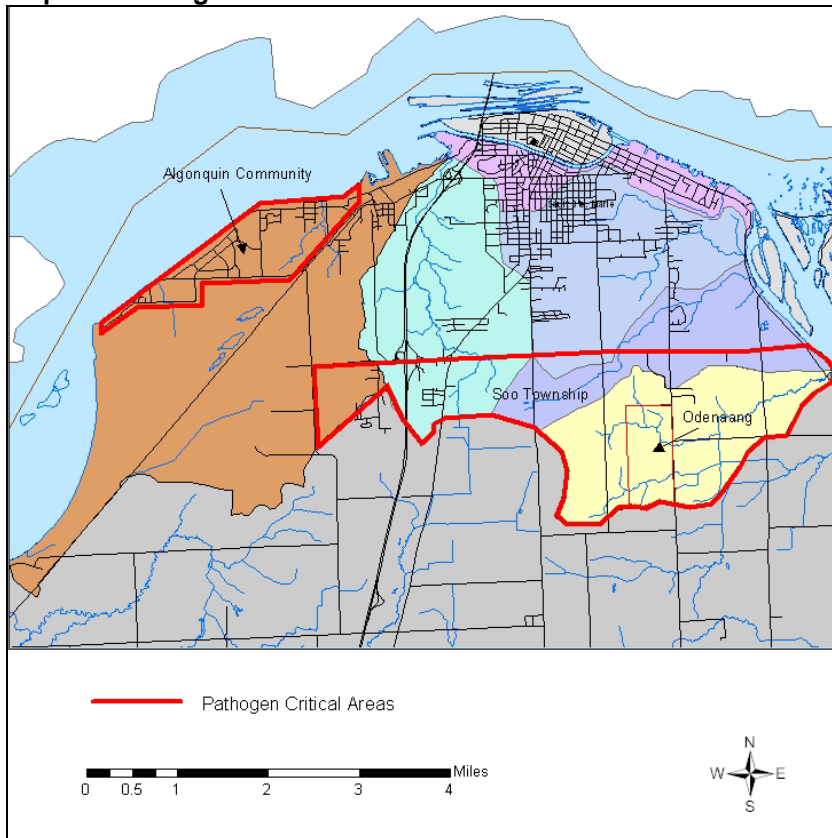 Algonquin Community
Soo Township
Odenaang
Pathogen Critical Areas
Miles
0 0.5 1 2 3 4
N
W E
S